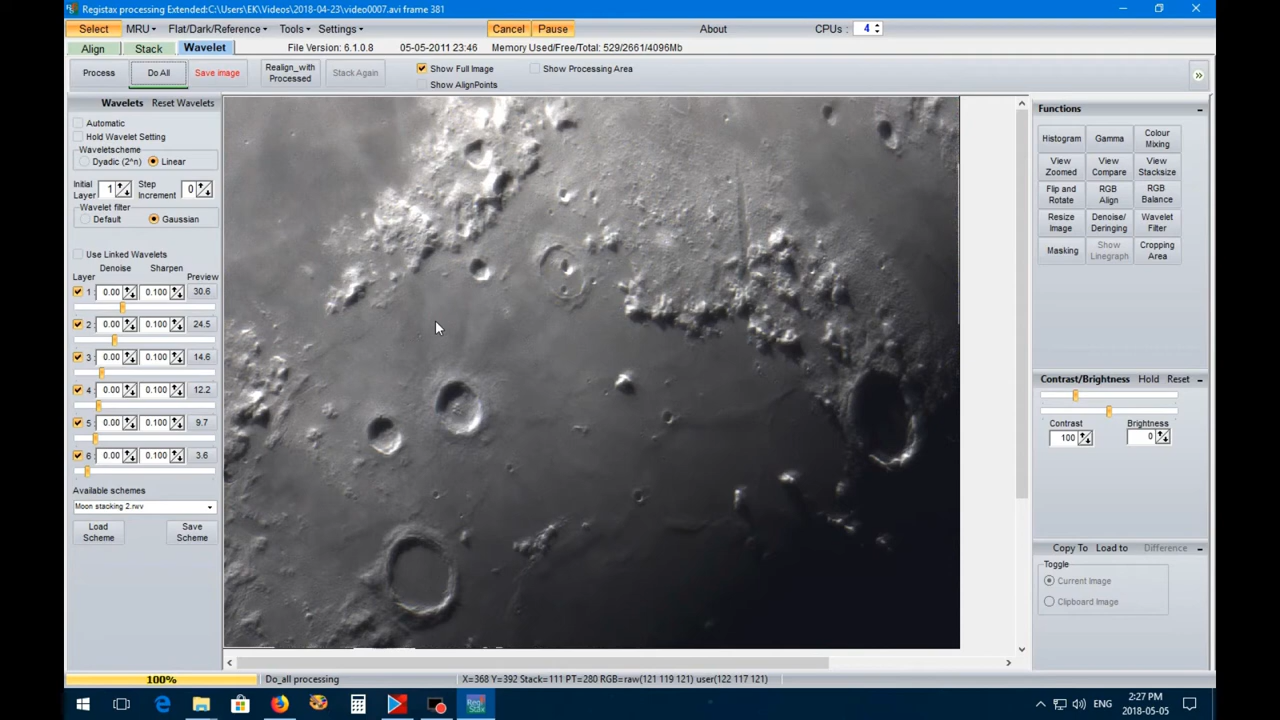 Registax processing Extended:C:\Users\EK\Videos\2018-04-23\video0007.avi frame 381
Select MRU Flat/Dark/Reference Tools Settings Cancel Pause About CPUs: 4
Align Stack Wavelet File Version: 6.1.0.8 05-05-2011 23:46 Memory Used/Free/Total: 529/2661/4096Mb
Process Do All Save image Realign_with Processed Stack Again Show Full Image Show Processing Area
Show AlignPoints
Wavelets Reset Wavelets
Automatic
Hold Wavelet Setting
Waveletscheme
Dyadic (2^n) Linear
Initial Layer 1 Step Increment 0
Wavelet filter
Default Gaussian
Use Linked Wavelets
Denoise Sharpen
Layer Preview
1 : 0.00 0.100 30.6
2 0.00 0.100 24.5
3 0.00 0.100 14.6
4 0.00 0.100 12.2
5 0.00 0.100 9.7
6 0.00 0.100 3.6
Available schemes
Moon stacking 2.rwv
Load Scheme Save Scheme
Functions
Histogram Gamma Colour Mixing
View Zoomed View Compare View Stacksize
Flip and Rotate RGB Align RGB Balance
Resize Image Denoise/ Deringing Wavelet Filter
Masking Show Linegraph Cropping Area
Contrast/Brightness Hold Reset
Contrast Brightness
100 0
Copy To Load to Difference
Toggle
Current Image
Clipboard Image
100% Do_all processing X=368 Y=392 Stack=111 PT=280 RGB=raw(121 119 121) user(122 117 121)
ENG 2:27 PM
2018-05-05